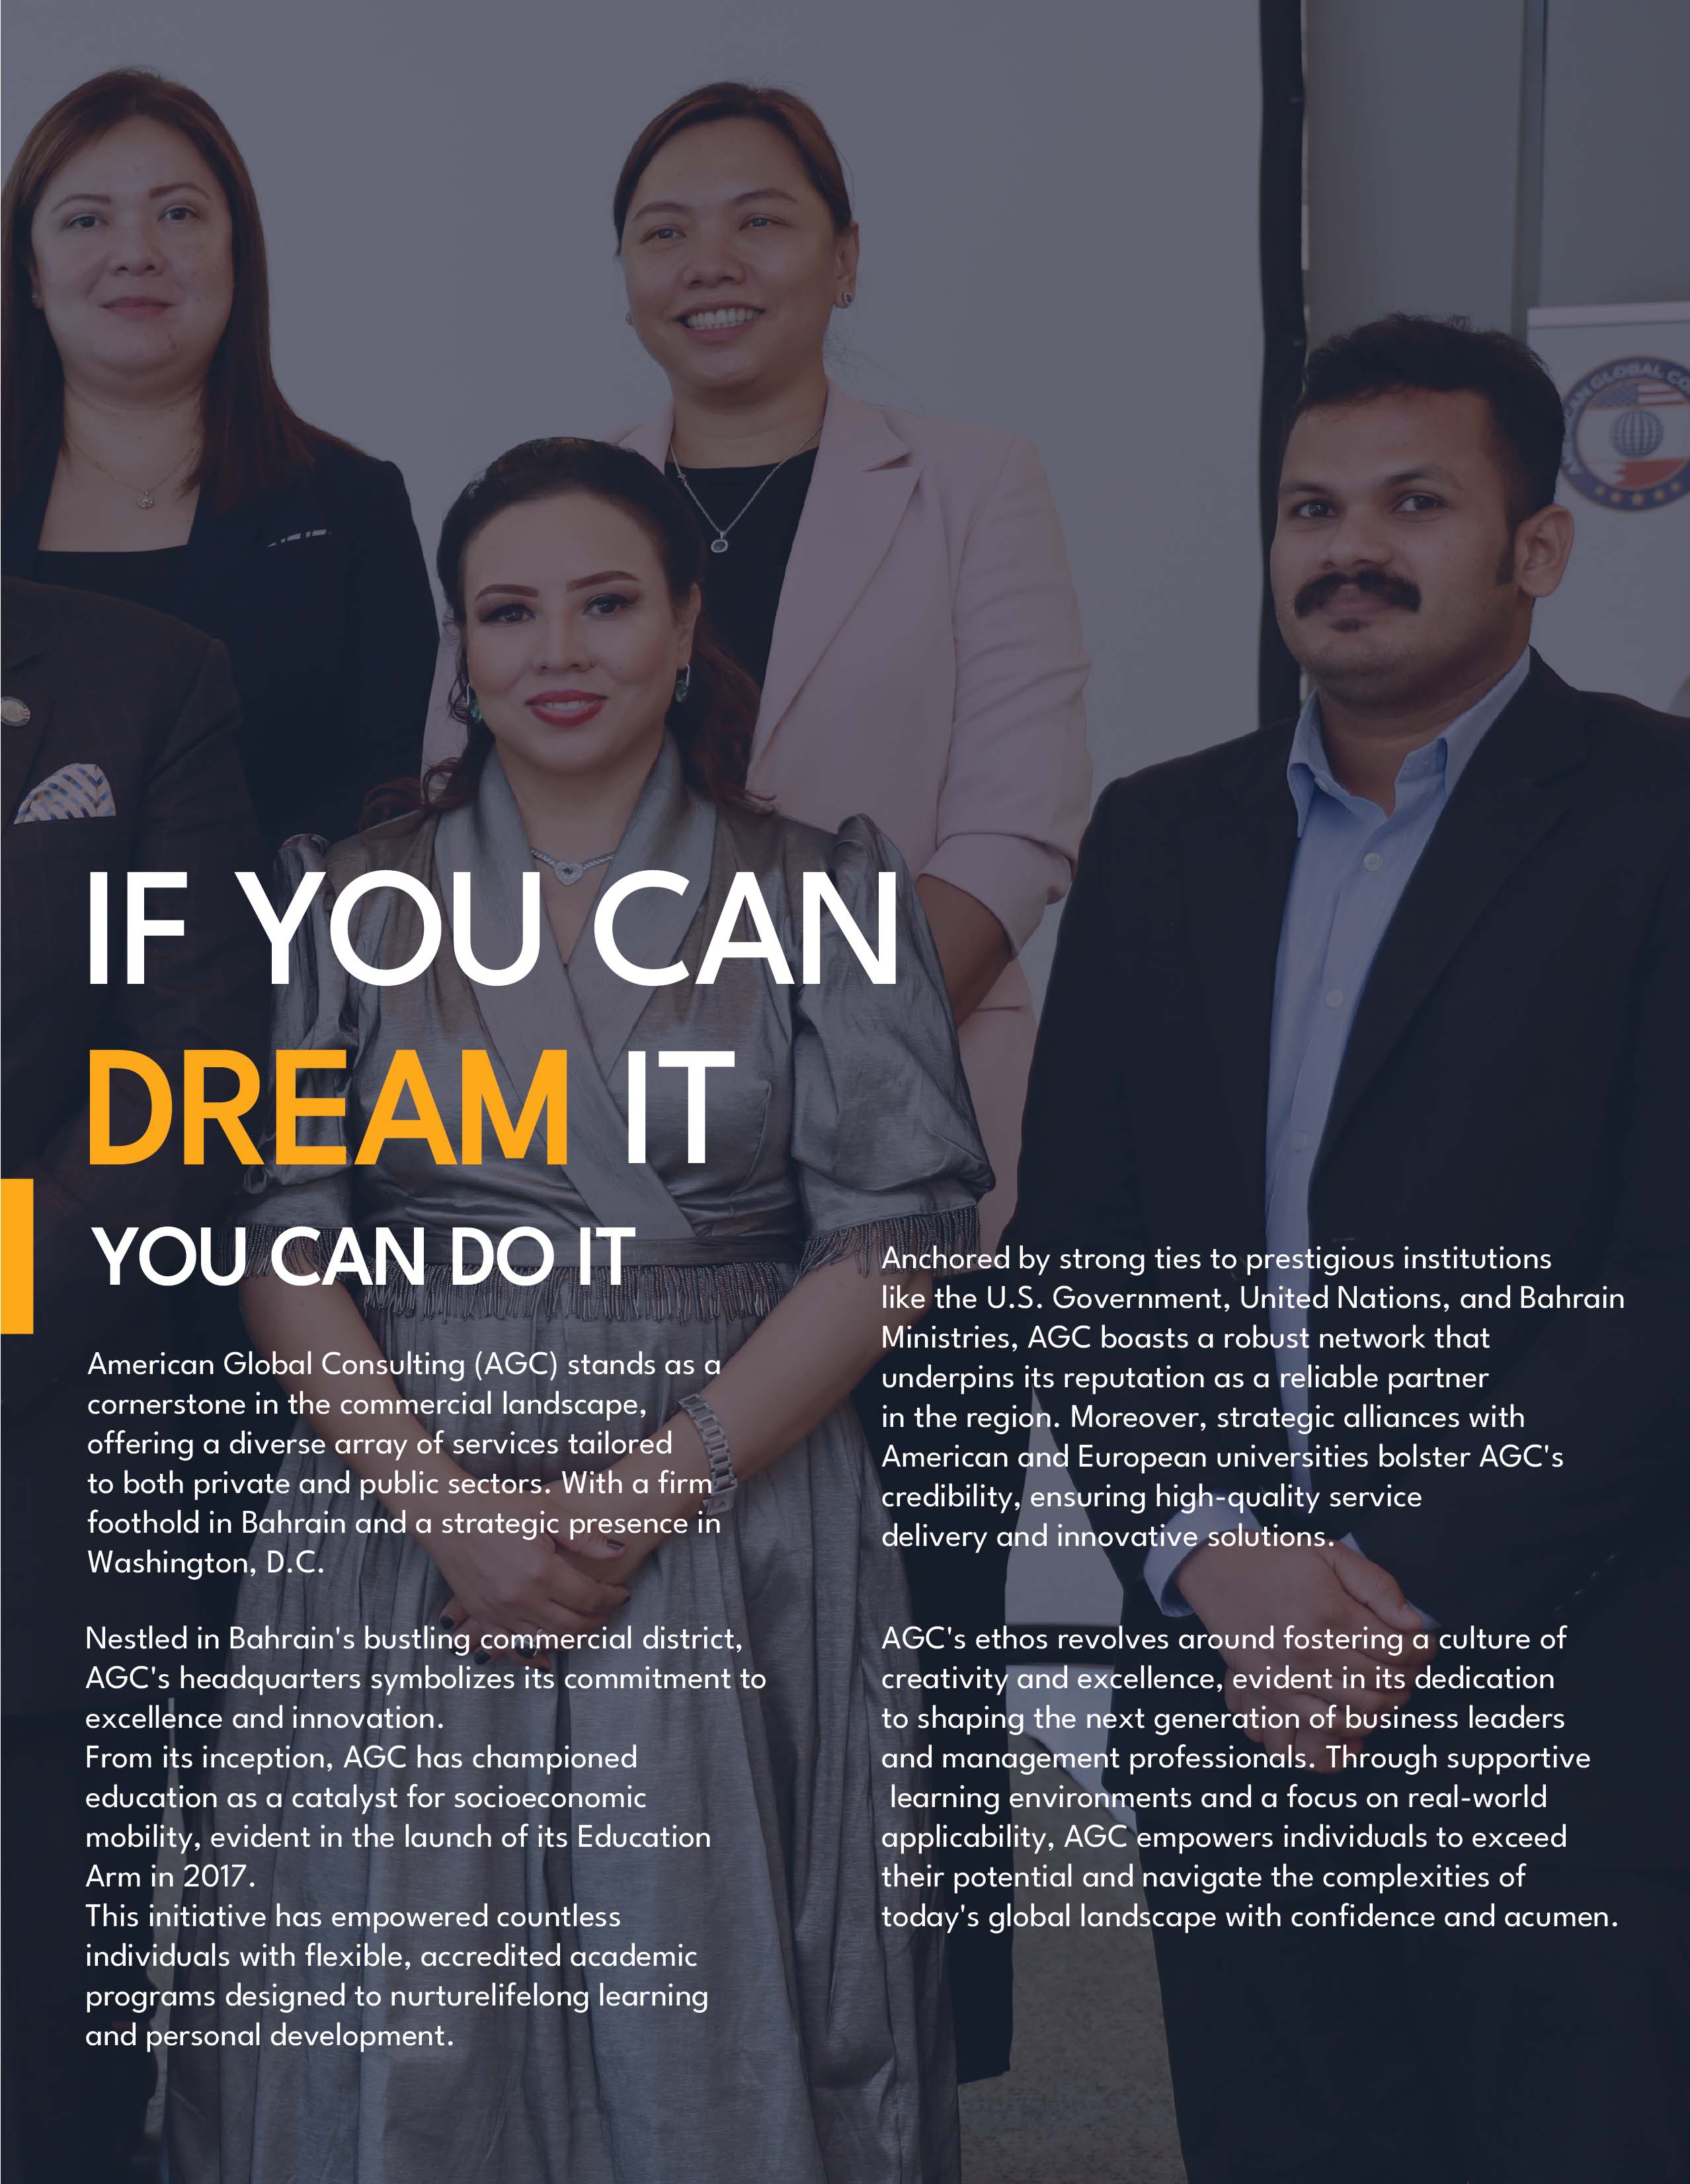 AN GLOBAL CO
IF YOU CAN
DREAM IT
YOU CAN DO IT
American Global Consulting (AGC) stands as a
cornerstone in the commercial landscape,
offering a diverse array of services tailored
to both private and public sectors. With a firm
foothold in Bahrain and a strategic presence in
Washington, D.C.
Nestled in Bahrain's bustling commercial district,
AGC's headquarters symbolizes its commitment to
excellence and innovation.
From its inception, AGC has championed
education as a catalyst for socioeconomic
mobility, evident in the launch of its Education
Arm in 2017.
This initiative has empowered countless
individuals with flexible, accredited academic
programs designed to nurturelifelong learning
and personal development.
Anchored by strong ties to prestigious institutions
like the U.S. Government, United Nations, and Bahrain
Ministries, AGC boasts a robust network that
underpins its reputation as a reliable partner
in the region. Moreover, strategic alliances with
American and European universities bolster AGC's
credibility, ensuring high-quality service
delivery and innovative solutions.
AGC's ethos revolves around fostering a culture of
creativity and excellence, evident in its dedication
to shaping the next generation of business leaders
and management professionals. Through supportive
learning environments and a focus on real-world
applicability, AGC empowers individuals to exceed
their potential and navigate the complexities of
today's global landscape with confidence and acumen.